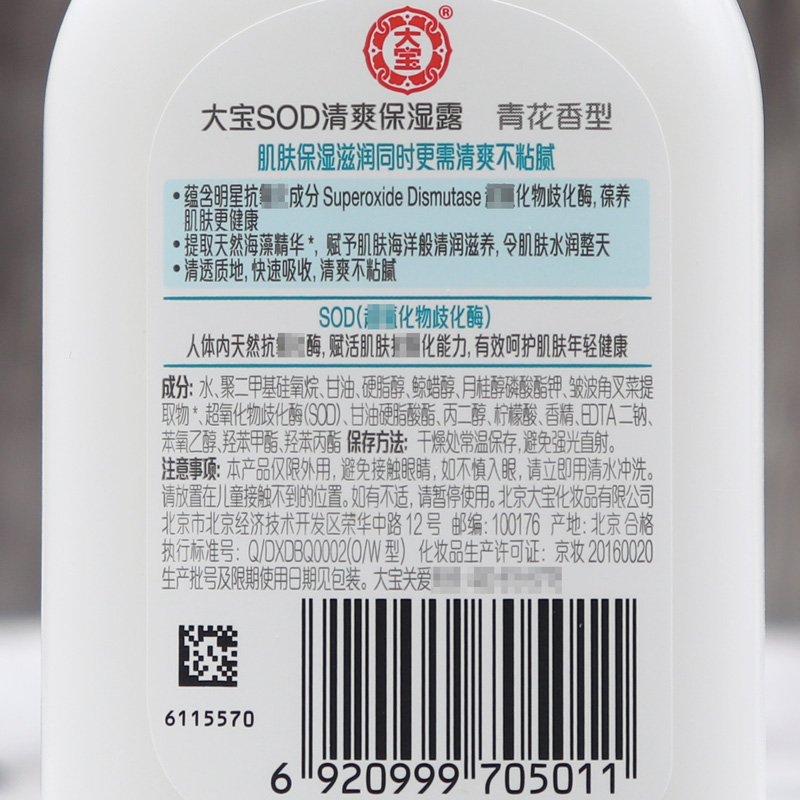 大宝®
大宝SOD清爽保湿露 青花香型
肌肤保湿滋润同时更需清爽不粘腻
•蕴含明星抗 成分 Superoxide Dismutase 化物歧化酶, 葆养
肌肤更健康
•提取天然海藻精华*, 赋予肌肤海洋般清润滋养, 令肌肤水润整天
•清透质地, 快速吸收, 清爽不粘腻
SOD( 化物歧化酶)
人体内天然抗 酶, 赋活肌肤抗 化能力, 有效呵护肌肤年轻健康
成分: 水、聚二甲基硅氧烷、甘油、硬脂醇、鲸蜡醇、月桂醇磷酸酯钾、皱波角叉菜提
取物*、超氧化物歧化酶(SOD)、甘油硬脂酸酯、丙二醇、柠檬酸、香精、EDTA 二钠、
苯氧乙醇、羟苯甲酯、羟苯丙酯 保存方法: 干燥处常温保存, 避免强光直射。
注意事项: 本产品仅限外用, 避免接触眼睛, 如不慎入眼, 请立即用清水冲洗。
请放置在儿童接触不到的位置。如有不适, 请暂停使用。北京大宝化妆品有限公司
北京市北京经济技术开发区荣华中路 12 号 邮编: 100176 产地: 北京 合格
执行标准号: Q/DXDBQ0002(O/W 型) 化妆品生产许可证: 京妆 20160020
生产批号及限期使用日期见包装。大宝关爱
6115570
6 920999 705011